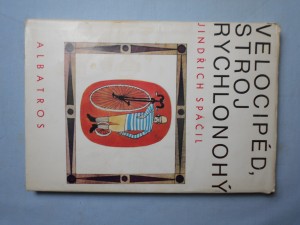 VELOCIPÉD,
STROJ
RYCHLONOHÝ
JINDŘICH SPÁČIL
ALBATROS